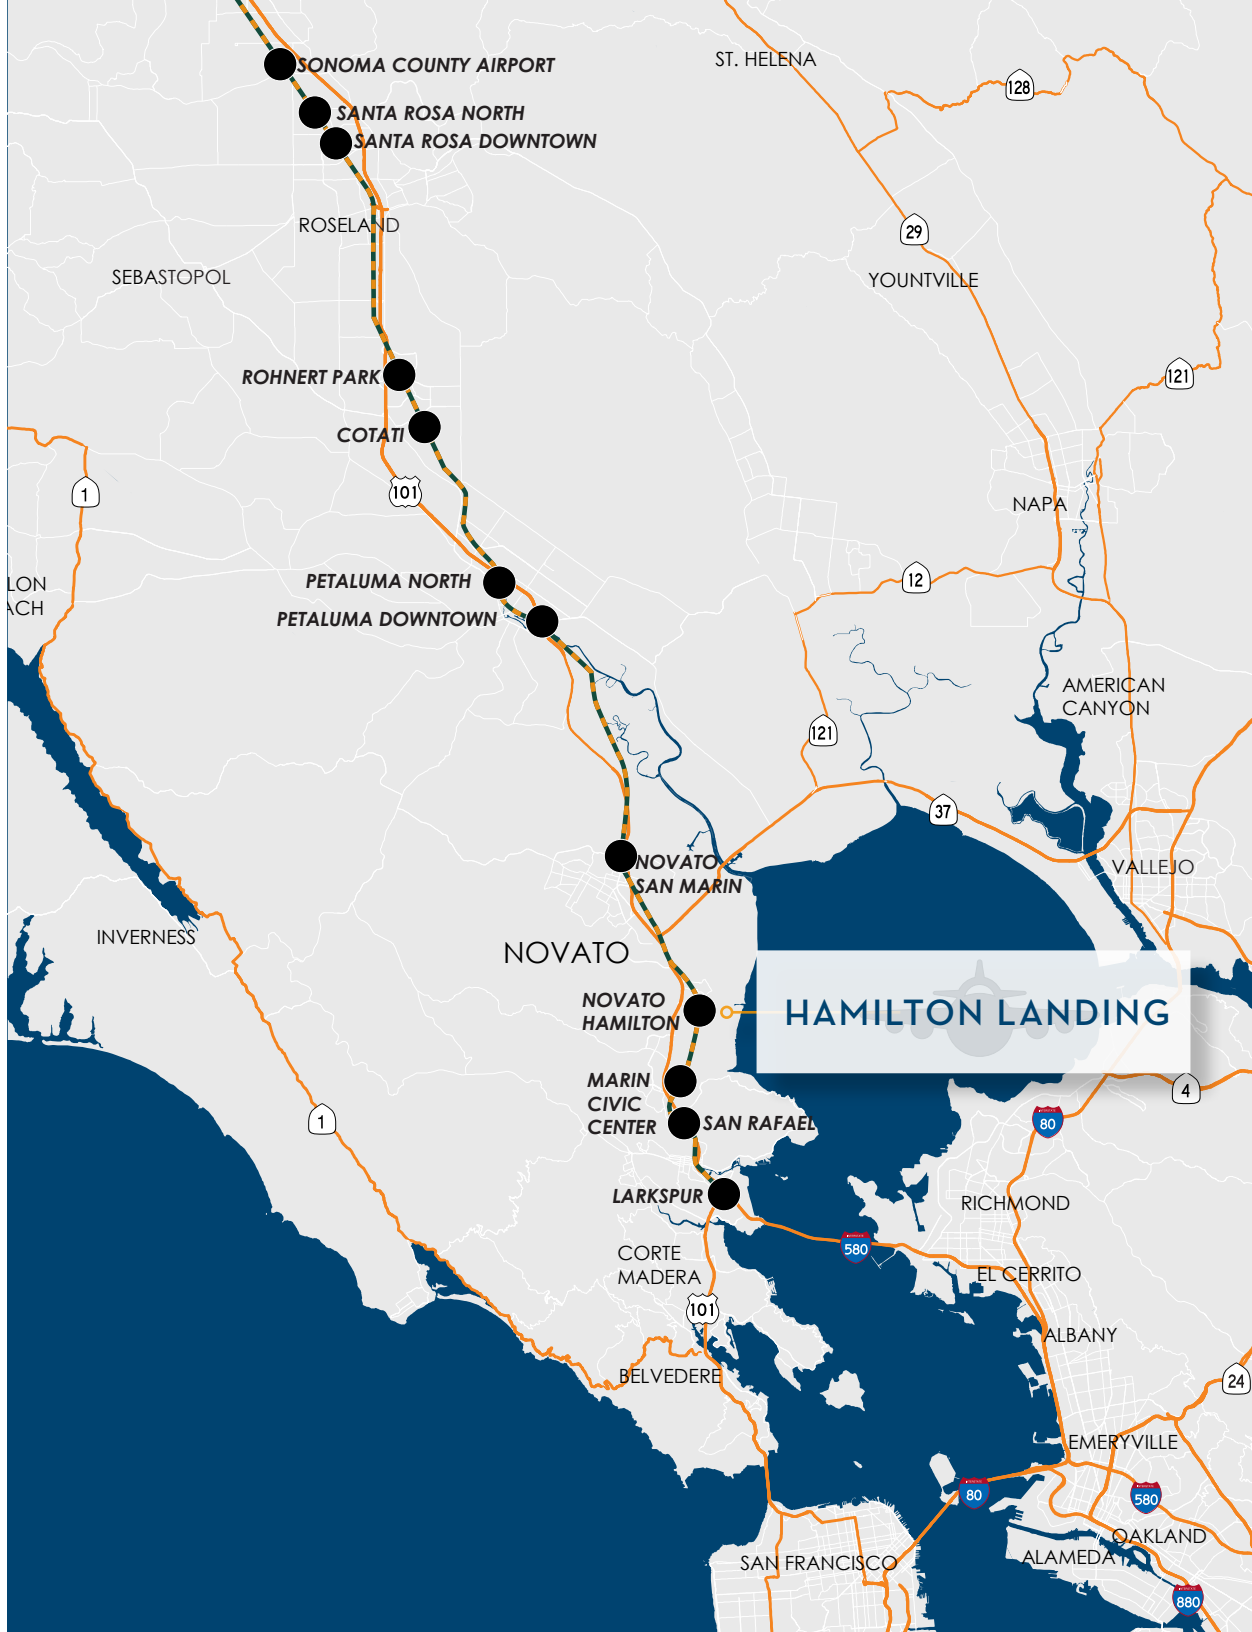 ST. HELENA
SONOMA COUNTY AIRPORT
128
SANTA ROSA NORTH
SANTA ROSA DOWNTOWN
ROSELAND
29
SEBASTOPOL
YOUNTVILLE
ROHNERT PARK
121
COTATI
1
101
NAPA
LON
ACH
PETALUMA NORTH
12
PETALUMA DOWNTOWN
AMERICAN
CANYON
121
37
NOVATO
SAN MARIN
VALLEJO
INVERNESS
NOVATO
NOVATO
HAMILTON
HAMILTON LANDING
MARIN
CIVIC
CENTER
SAN RAFAEL
4
1
80
LARKSPUR
RICHMOND
CORTE
MADERA
580
EL CERRITO
101
ALBANY
BELVEDERE
24
EMERYVILLE
80
580
OAKLAND
SAN FRANCISCO
ALAMEDA
880